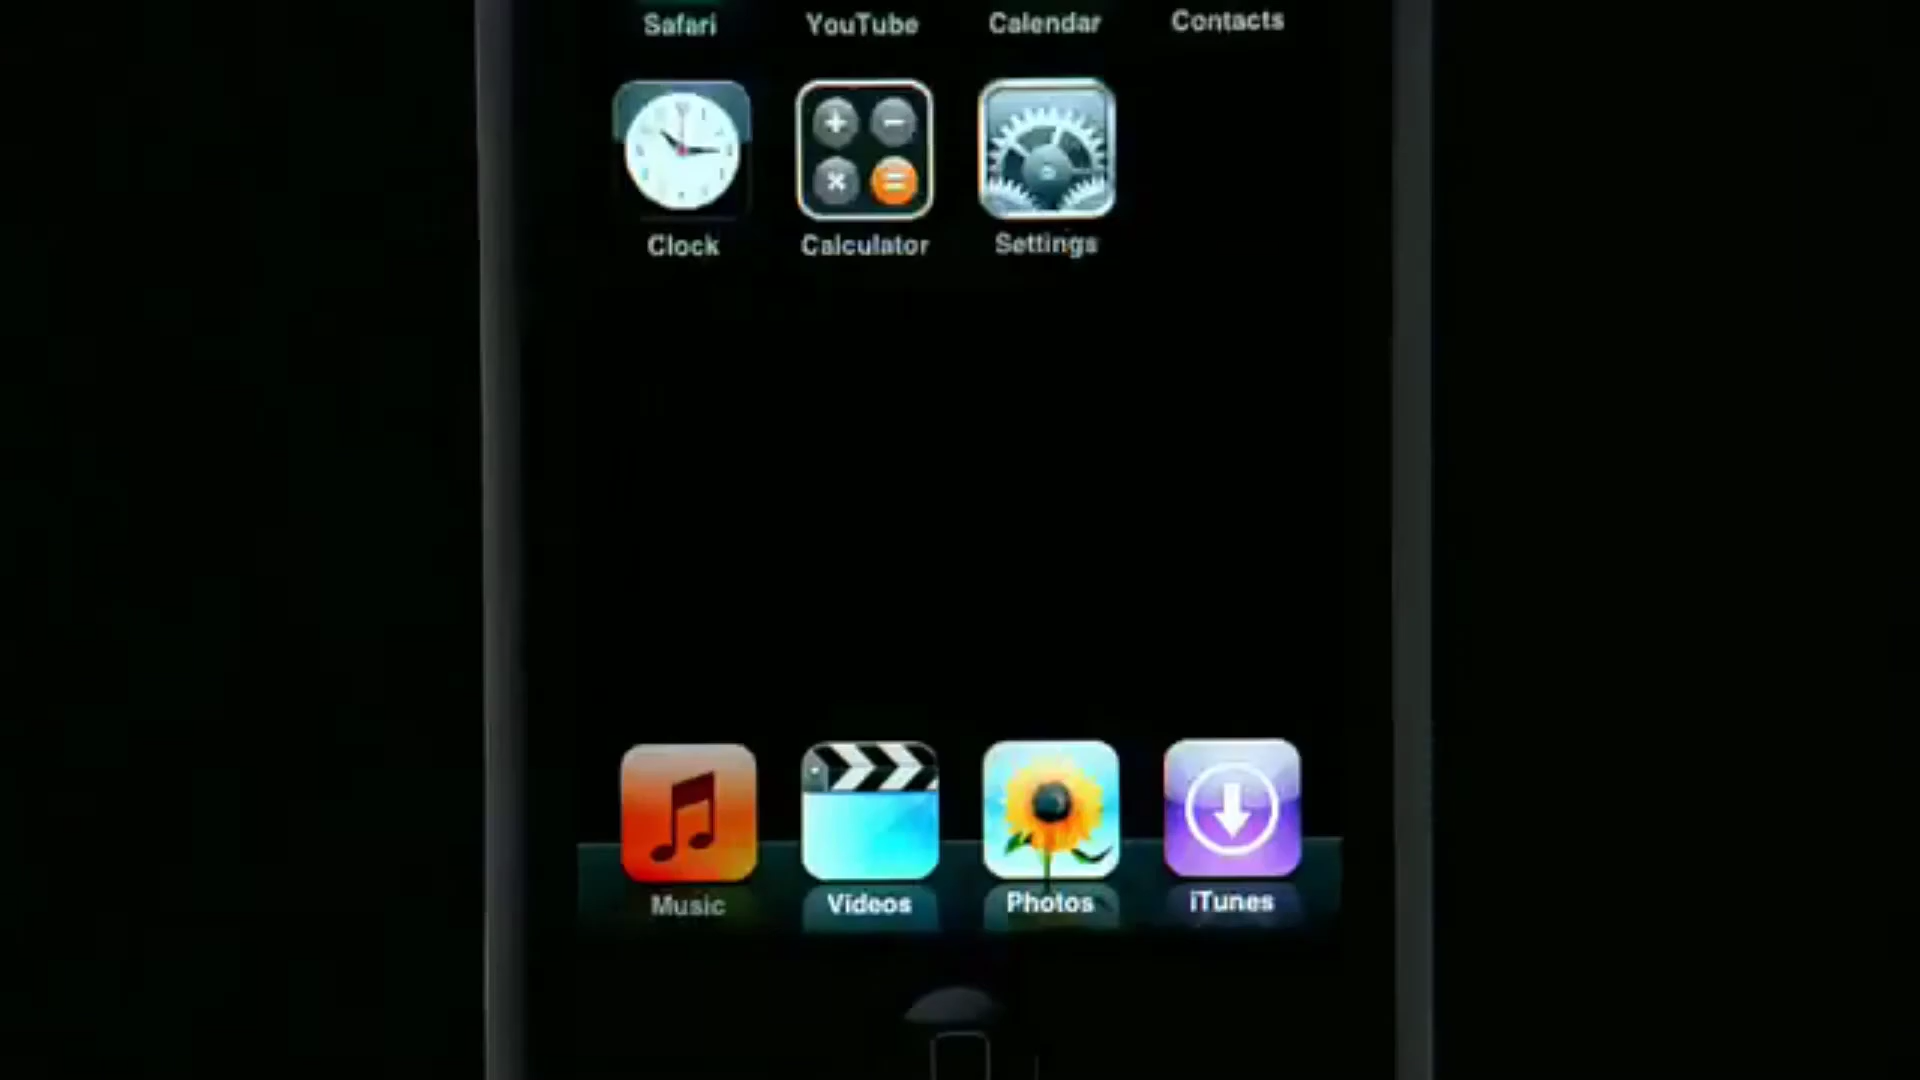 Safari YouTube Calendar Contacts
Clock Calculator Settings
Music Videos Photos iTunes